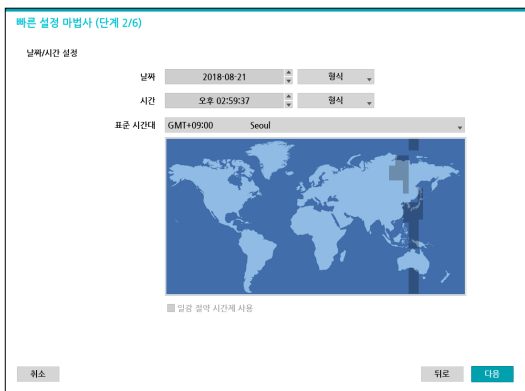 빠른 설정 마법사 (단계 2/6)
날짜/시간 설정
날짜 2018-08-21 형식
시간 오후 02:59:37 형식
표준 시간대 GMT+09:00 Seoul
일광 절약 시간제 사용
취소 뒤로 다음